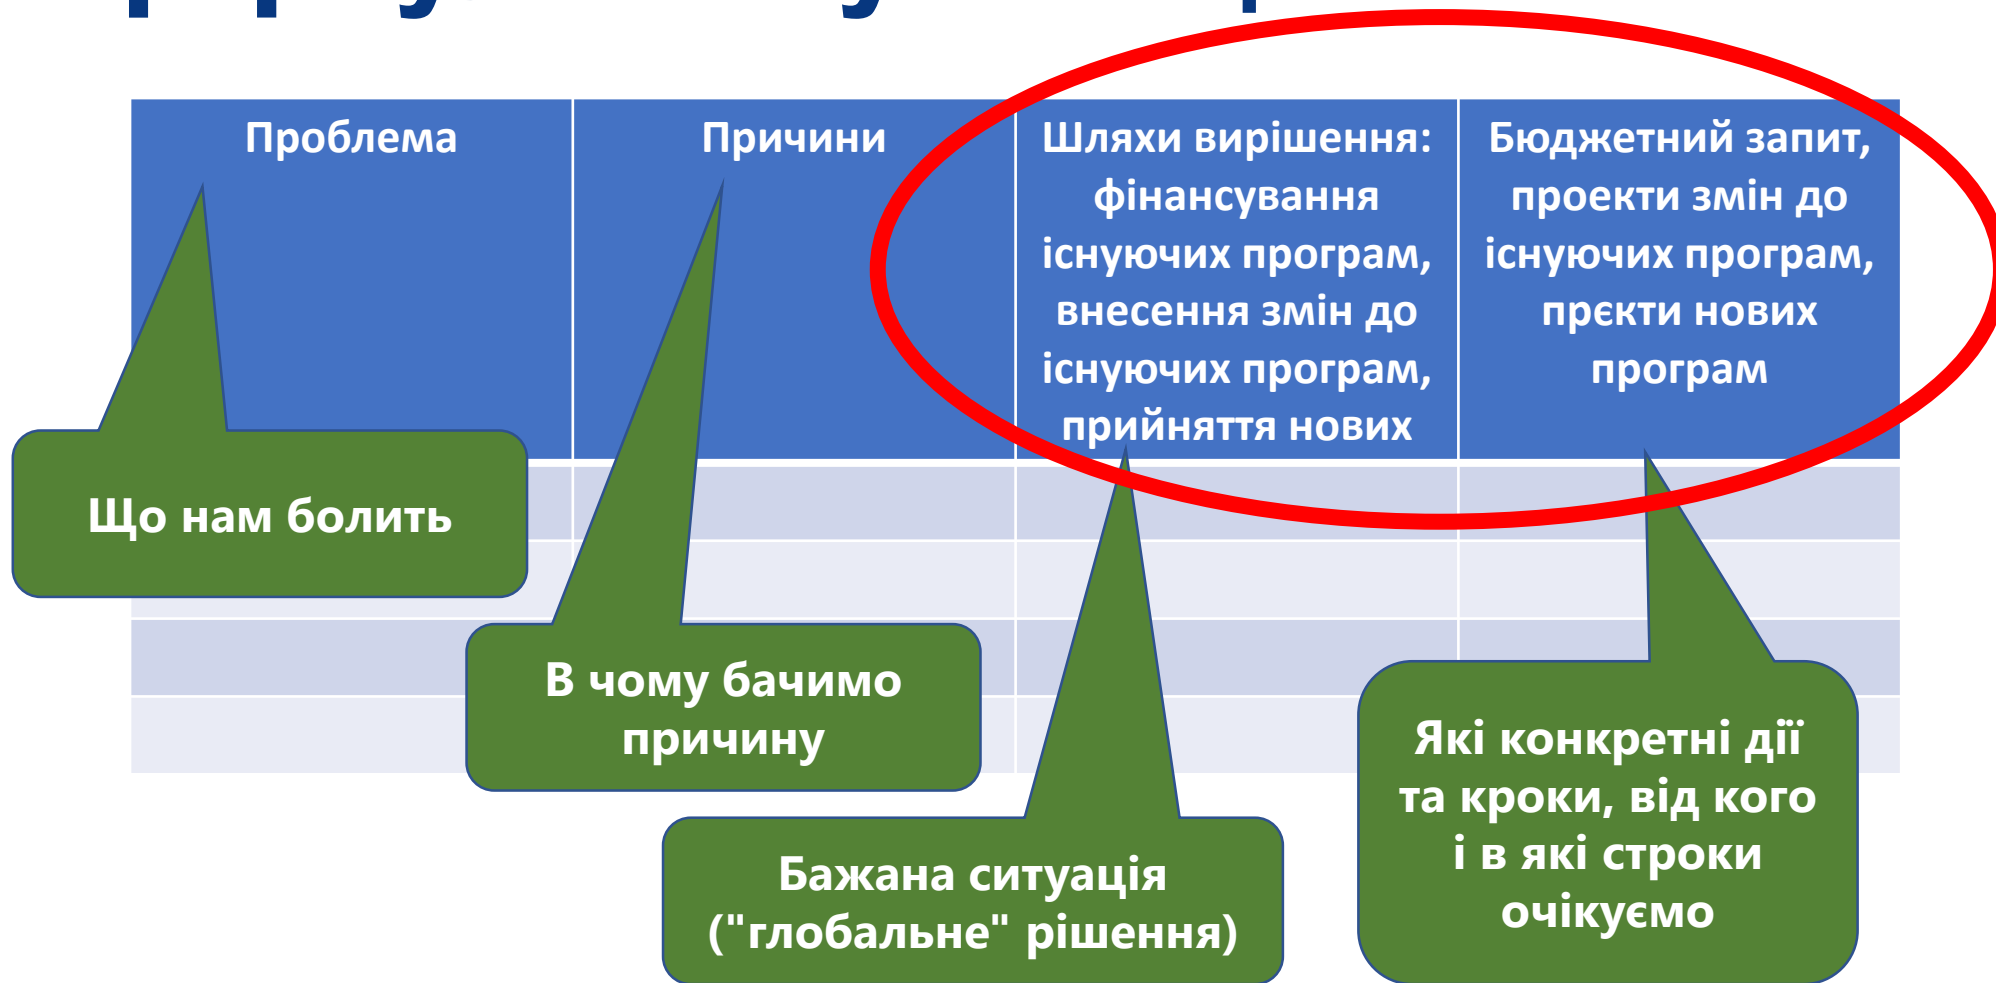 Проблема
Причини
Шляхи вирішення:
фінансування
існуючих програм,
внесення змін до
існуючих програм,
прийняття нових
Бюджетний запит,
проекти змін до
існуючих програм,
прєкти нових
програм
Що нам болить
В чому бачимо
причину
Бажана ситуація
("глобальне" рішення)
Які конкретні дії
та кроки, від кого
і в які строки
очікуємо